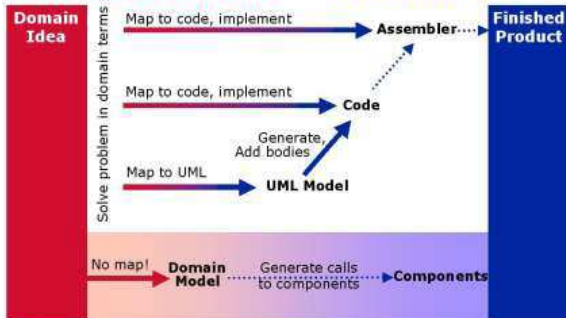 Domain
Idea
Solve problem in domain terms
Map to code, implement
Assembler
Finished
Product
Map to code, implement
Code
Generate,
Add bodies
Map to UML
UML Model
No map!
Domain
Model
Generate calls
to components
Components